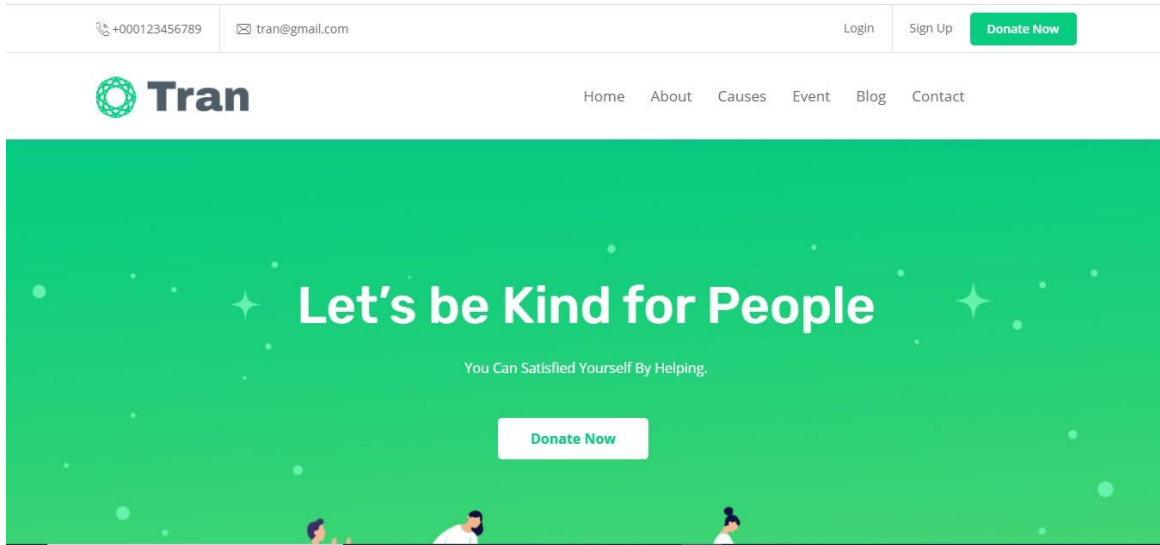 +000123456789 tran@gmail.com Login Sign Up Donate Now
Tran Home About Causes Event Blog Contact
Let's be Kind for People
You Can Satisfied Yourself By Helping.
Donate Now